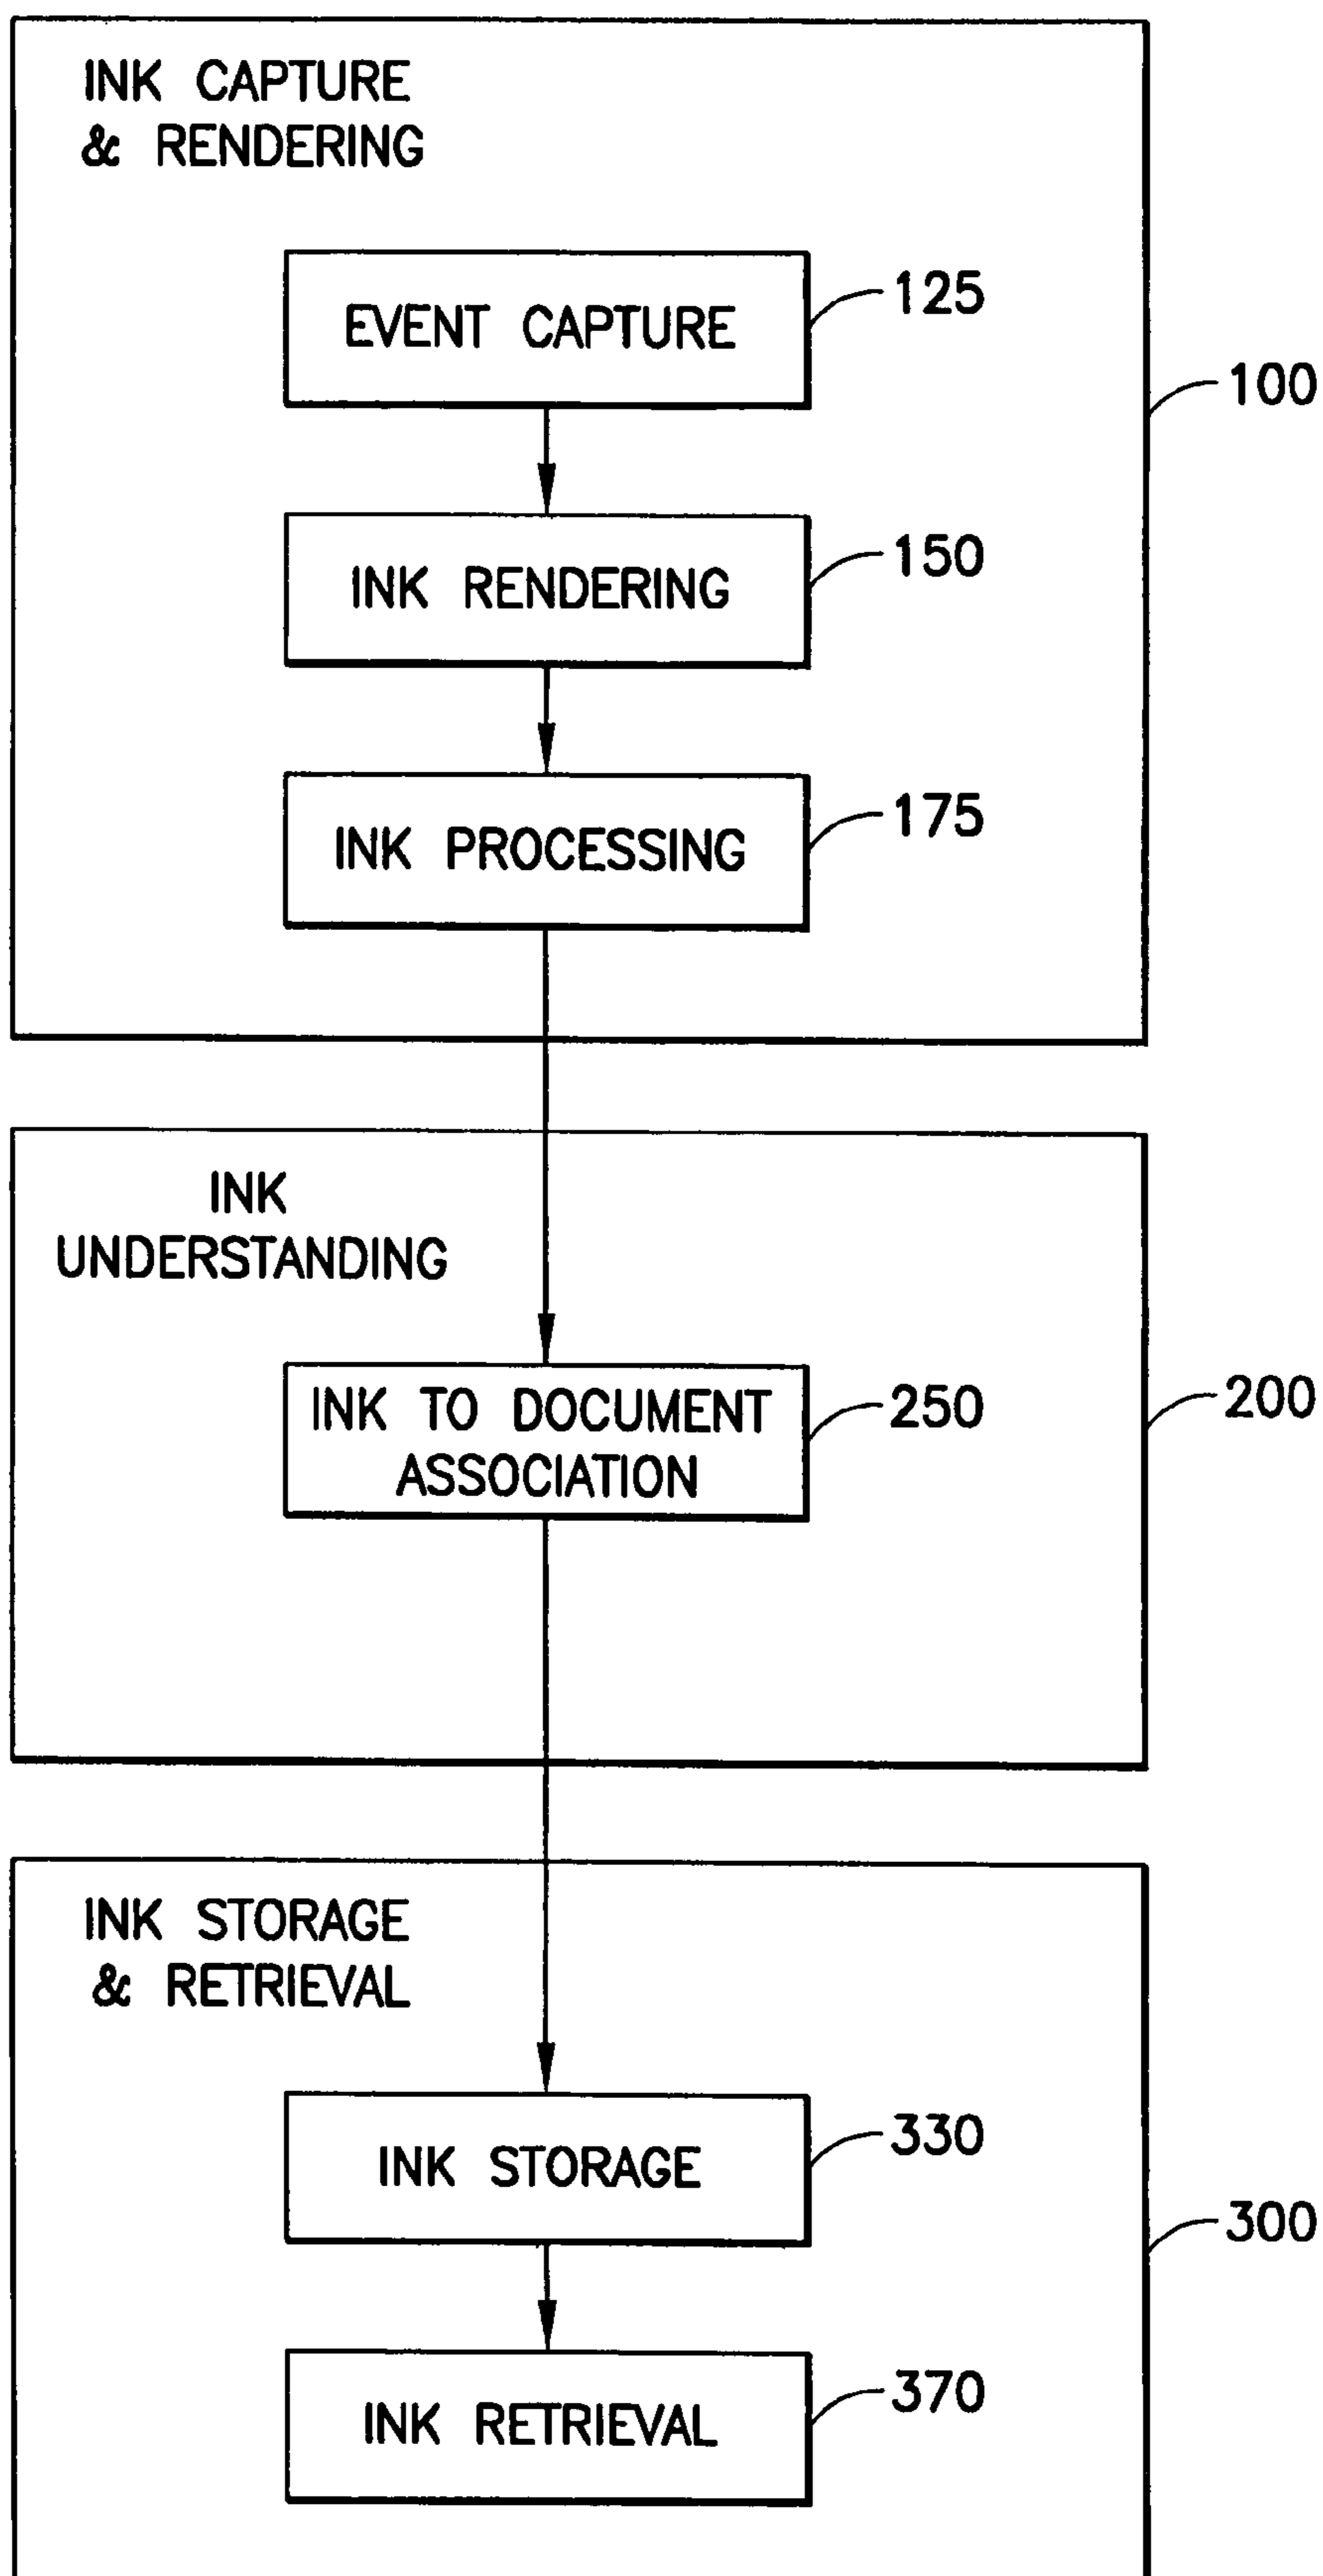 INK CAPTURE
& RENDERING
EVENT CAPTURE
125
100
INK RENDERING
150
INK PROCESSING
175
INK
UNDERSTANDING
INK TO DOCUMENT
ASSOCIATION
250
200
INK STORAGE
& RETRIEVAL
INK STORAGE
330
300
INK RETRIEVAL
370